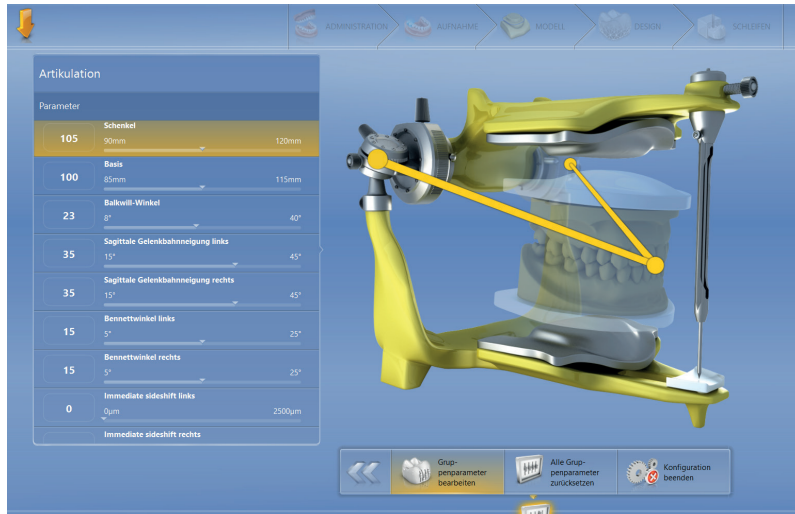 ADMINISTRATION
AUFNAHME
MODELL
DESIGN
SCHLEIFEN
Artikulation
Parameter
Schenkel
105
90mm 120mm
Basis
100
85mm 115mm
Balkwill-Winkel
23
8° 40°
Sagittale Gelenkbahnneigung links
35
15° 45°
Sagittale Gelenkbahnneigung rechts
35
15° 45°
Bennettwinkel links
15
5° 25°
Bennettwinkel rechts
15
5° 25°
Immediate sideshift links
0
0µm 2500µm
Immediate sideshift rechts
Grup-
penparameter
bearbeiten
Alle Grup-
penparameter
zurücksetzen
Konfiguration
beenden